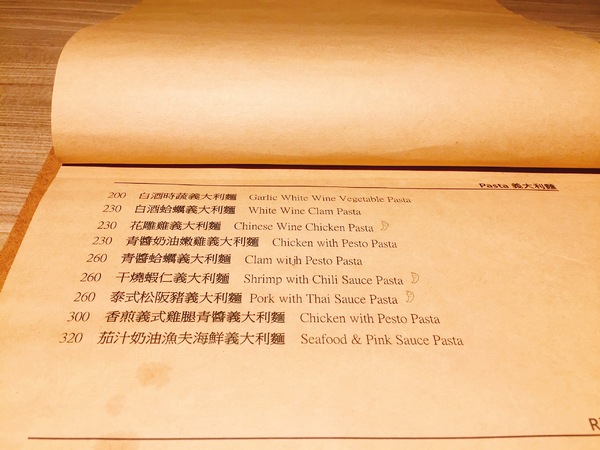 Pasta 義大利麵
200 白酒時蔬義大利麵 Garlic White Wine Vegetable Pasta
230 白酒蛤蠣義大利麵 White Wine Clam Pasta
230 花雕雞義大利麵 Chinese Wine Chicken Pasta
230 青醬奶油嫩雞義大利麵 Chicken with Pesto Pasta
260 青醬蛤蠣義大利麵 Clam witjh Pesto Pasta
260 干燒蝦仁義大利麵 Shrimp with Chili Sauce Pasta
260 泰式松阪豬義大利麵 Pork with Thai Sauce Pasta
300 香煎義式雞腿青醬義大利麵 Chicken with Pesto Pasta
320 茄汁奶油漁夫海鮮義大利麵 Seafood & Pink Sauce Pasta